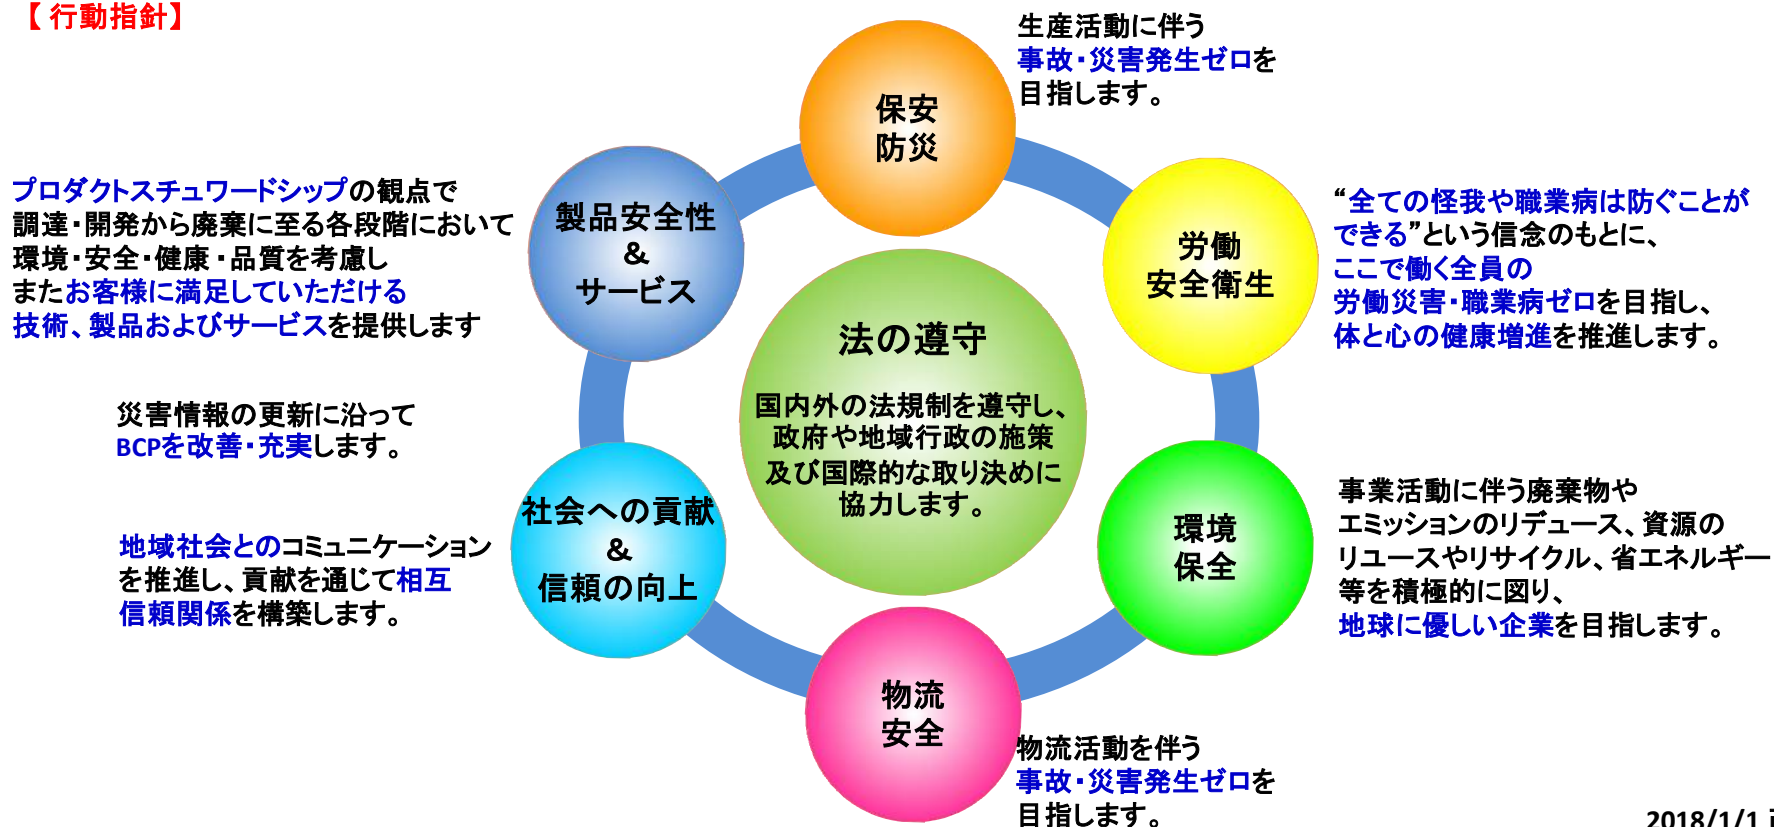 【行動指針】
生産活動に伴う
事故・災害発生ゼロを
目指します。
保安
防災
プロダクトスチュワードシップの観点で
調達・開発から廃棄に至る各段階において
環境・安全・健康・品質を考慮し
またお客様に満足していただける
技術、製品およびサービスを提供します
製品安全性
&
サービス
労働
安全衛生
“全ての怪我や職業病は防ぐことが
できる”という信念のもとに、
ここで働く全員の
労働災害・職業病ゼロを目指し、
体と心の健康増進を推進します。
法の遵守
国内外の法規制を遵守し、
政府や地域行政の施策
及び国際的な取り決めに
協力します。
災害情報の更新に沿って
BCPを改善・充実します。
地域社会とのコミュニケーション
を推進し、貢献を通じて相互
信頼関係を構築します。
社会への貢献
&
信頼の向上
環境
保全
事業活動に伴う廃棄物や
エミッションのリデュース、資源の
リユースやリサイクル、省エネルギー
等を積極的に図り、
地球に優しい企業を目指します。
物流
安全
物流活動を伴う
事故・災害発生ゼロを
目指します。
2018/1/1